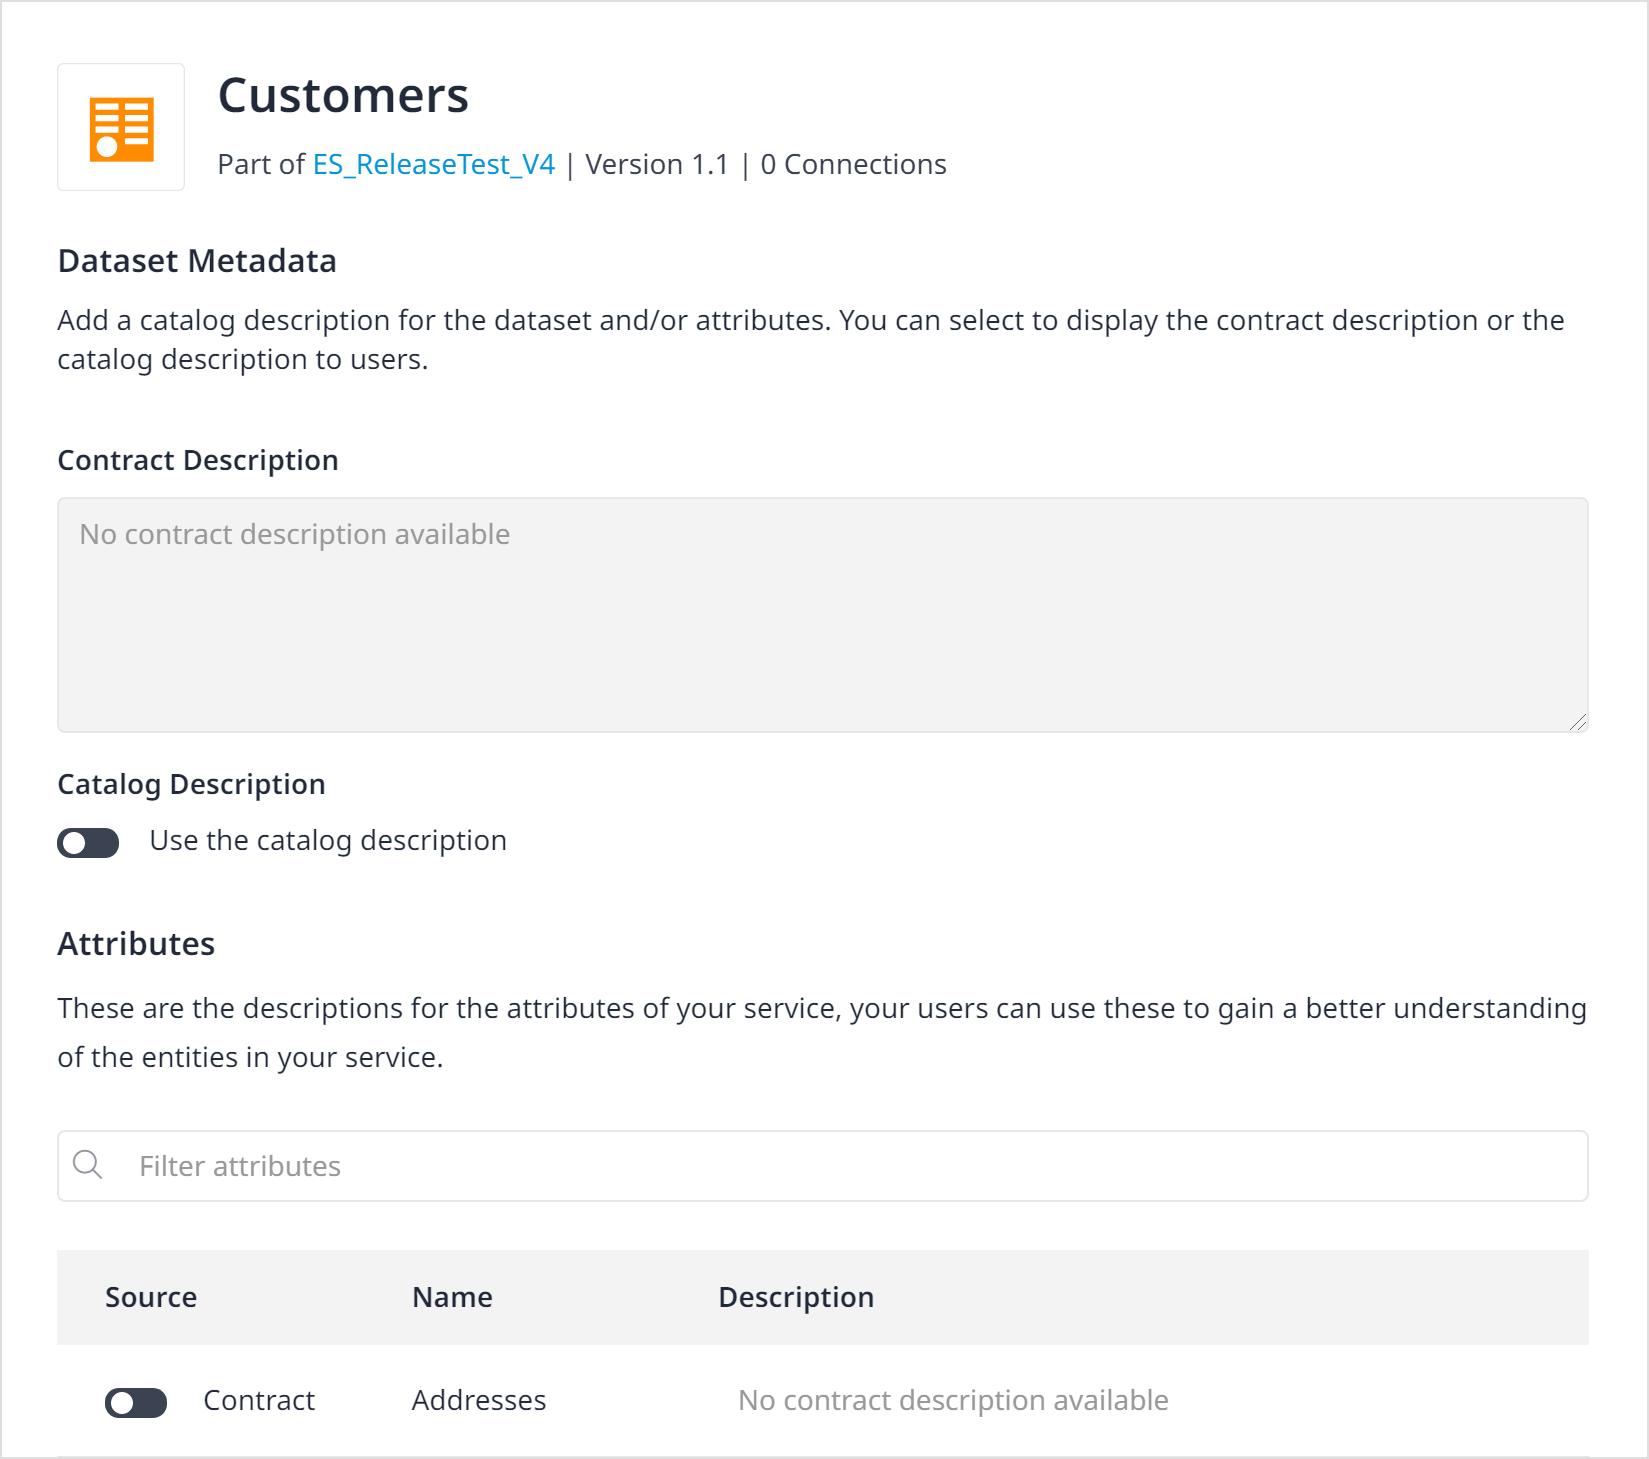 Customers
Part of ES_ReleaseTest_V4 | Version 1.1 | 0 Connections
Dataset Metadata
Add a catalog description for the dataset and/or attributes. You can select to display the contract description or the
catalog description to users.
Contract Description
No contract description available
Catalog Description
Use the catalog description
Attributes
These are the descriptions for the attributes of your service, your users can use these to gain a better understanding
of the entities in your service.
Filter attributes
Source Name Description
Contract Addresses No contract description available